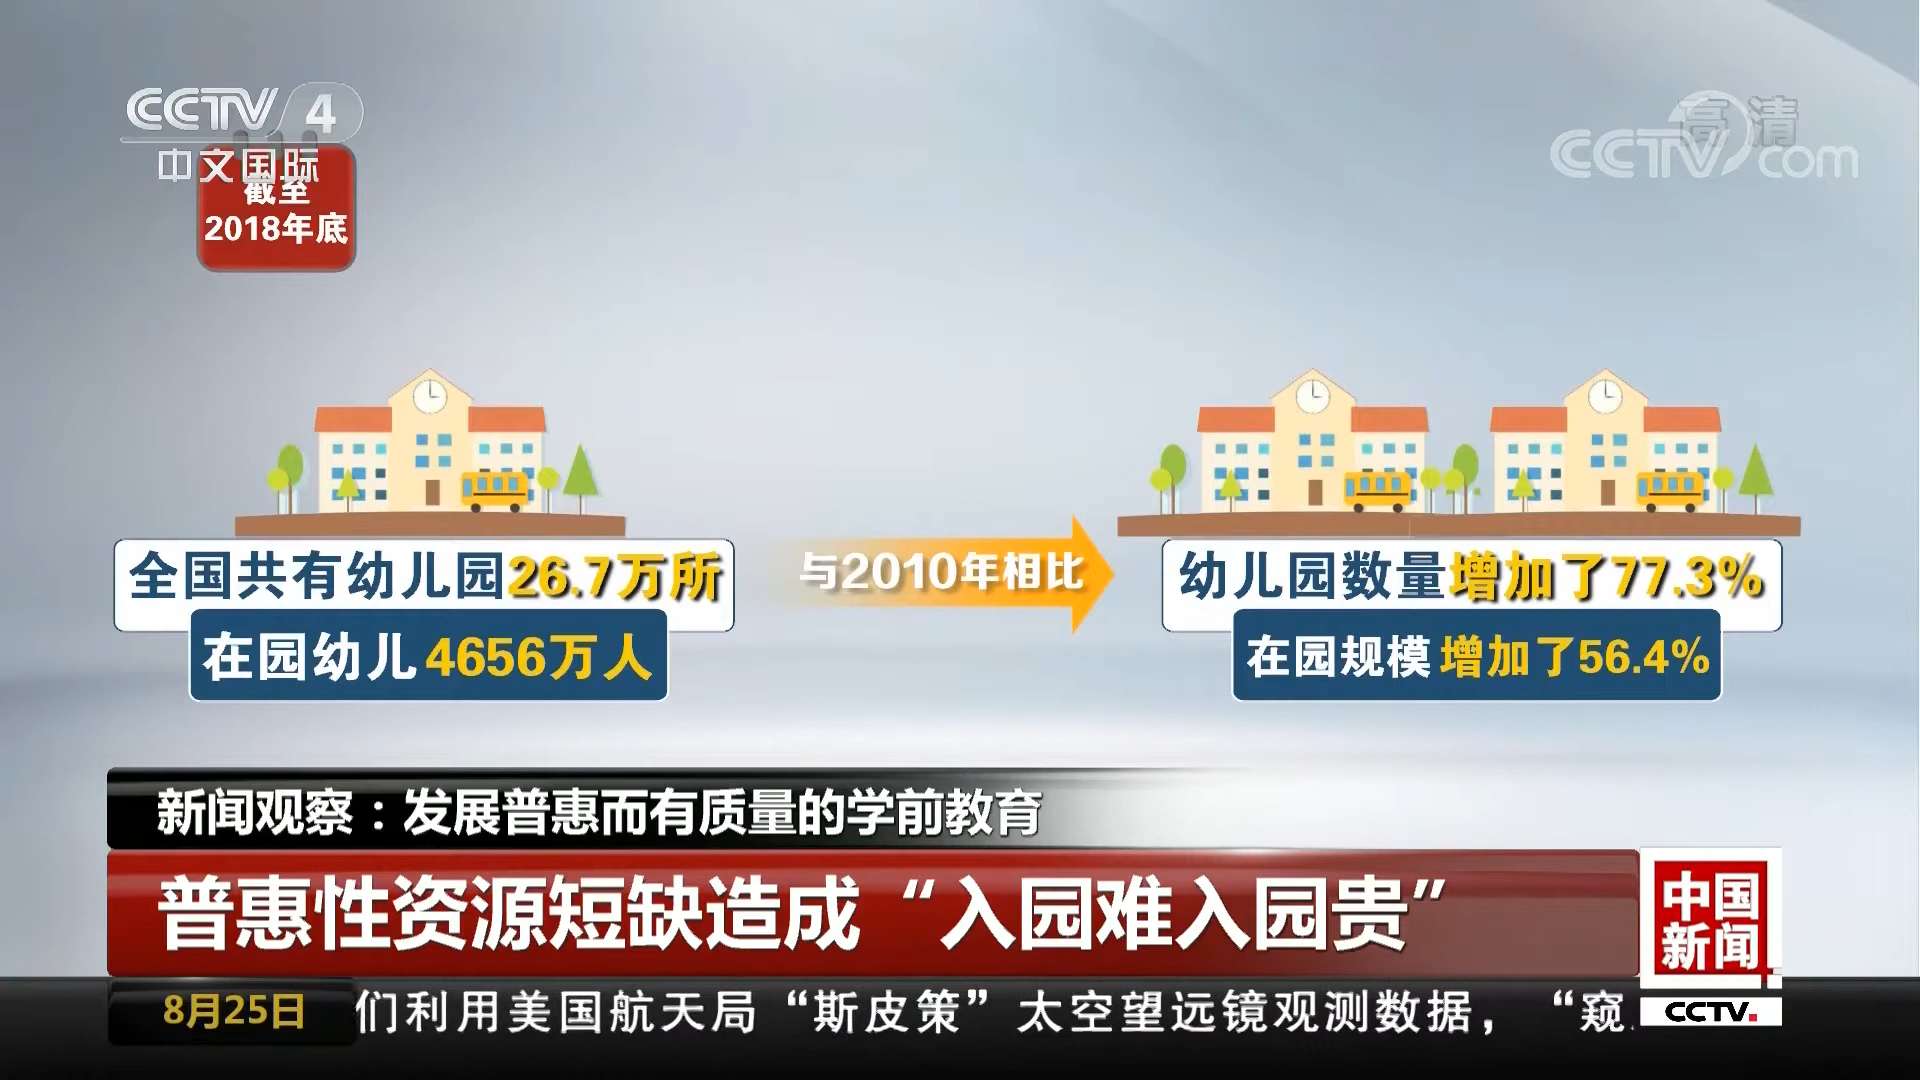 CCTV 4
中文国际
高清
CCTV.com
截至
2018年底
全国共有幼儿园26.7万所
在园幼儿4656万人
与2010年相比
幼儿园数量增加了77.3%
在园规模增加了56.4%
新闻观察：发展普惠而有质量的学前教育
普惠性资源短缺造成“入园难入园贵”
中国
新闻
8月25日
们利用美国航天局“斯皮策”太空望远镜观测数据，“窥
CCTV.